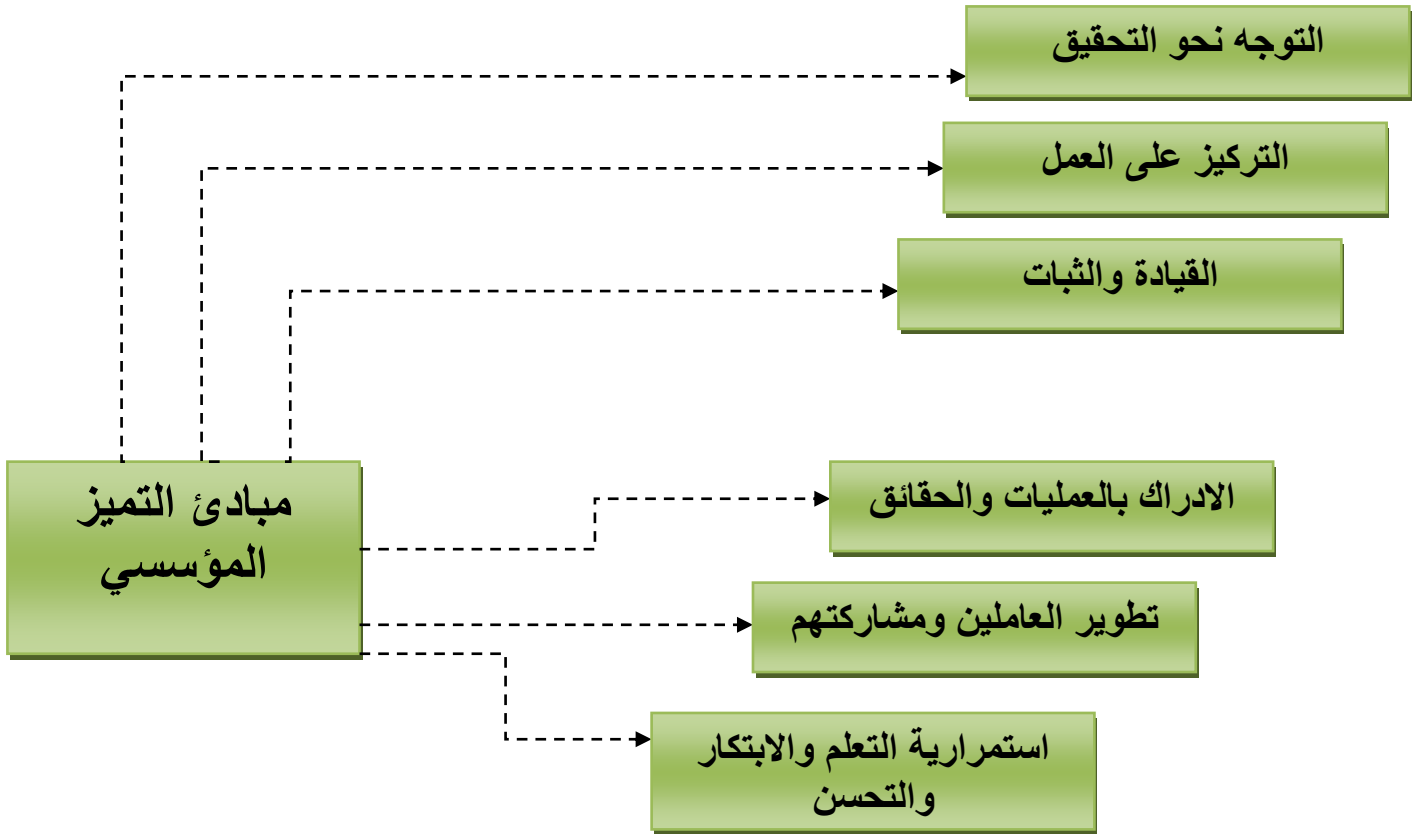 التوجه نحو التحقيق
التركيز على العمل
القيادة والثبات
مبادئ التميز
المؤسسي
الادراك بالعمليات والحقائق
تطوير العاملين ومشاركتهم
استمرارية التعلم والابتكار
والتحسن